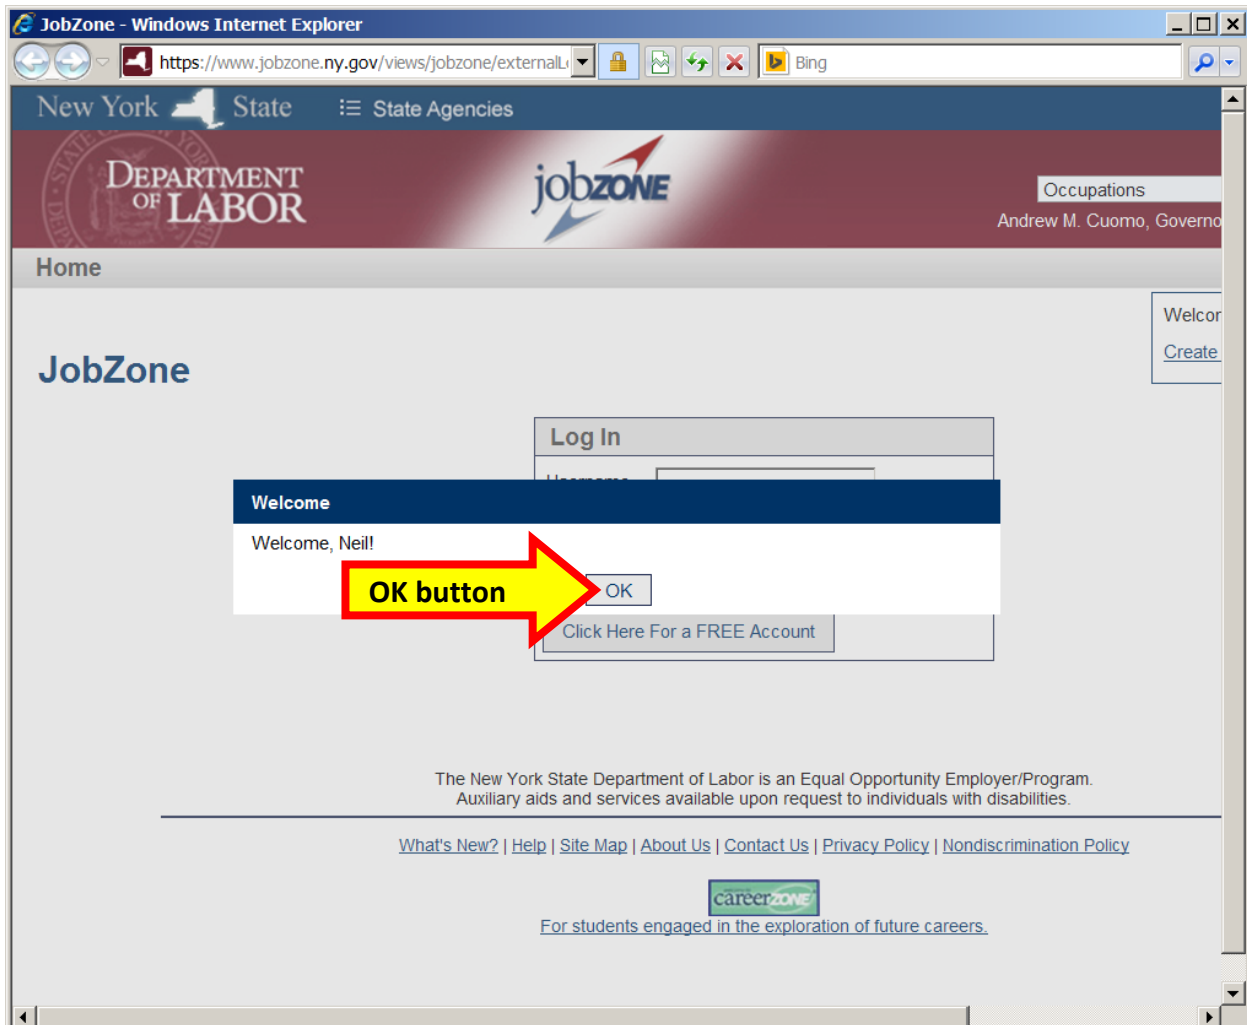 JobZone - Windows Internet Explorer
https://www.jobzone.ny.gov/views/jobzone/externalL
Bing
New York State
State Agencies
DEPARTMENT
OF LABOR
jobZONE
Occupations
Andrew M. Cuomo, Governo
Home
Welcor
Create
JobZone
Log In
Username
Welcome
Welcome, Neil!
OK button
OK
Click Here For a FREE Account
The New York State Department of Labor is an Equal Opportunity Employer/Program.
Auxiliary aids and services available upon request to individuals with disabilities.
What's New? | Help | Site Map | About Us | Contact Us | Privacy Policy | Nondiscrimination Policy
careerZONE
For students engaged in the exploration of future careers.